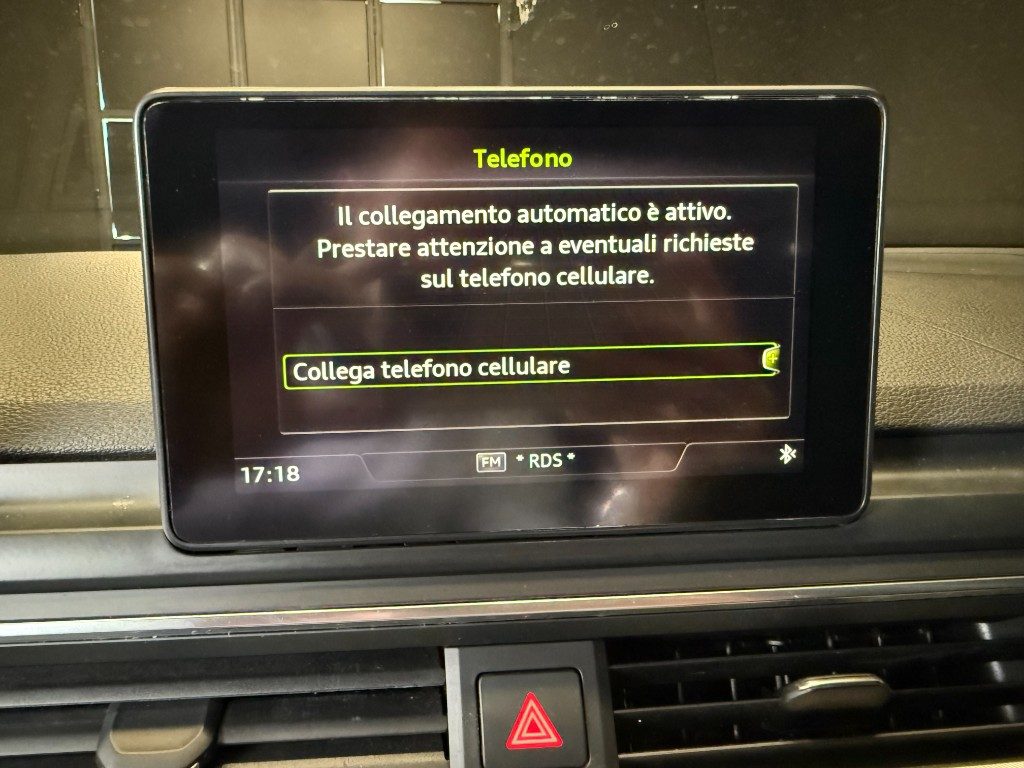 Telefono
Il collegamento automatico è attivo.
Prestare attenzione a eventuali richieste
sul telefono cellulare.
Collega telefono cellulare
17:18
FM * RDS *